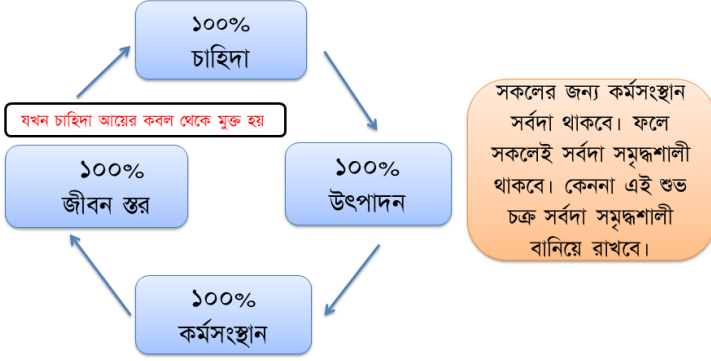 ১০০%
চাহিদা
যখন চাহিদা আয়ের কবল থেকে মুক্ত হয়
১০০%
জীবন স্তর
১০০%
উৎপাদন
১০০%
কর্মসংস্থান
সকলের জন্য কর্মসংস্থান
সর্বদা থাকবে। ফলে
সকলেই সর্বদা সমৃদ্ধশালী
থাকবে। কেননা এই শুভ
চক্র সর্বদা সমৃদ্ধশালী
বানিয়ে রাখবে।